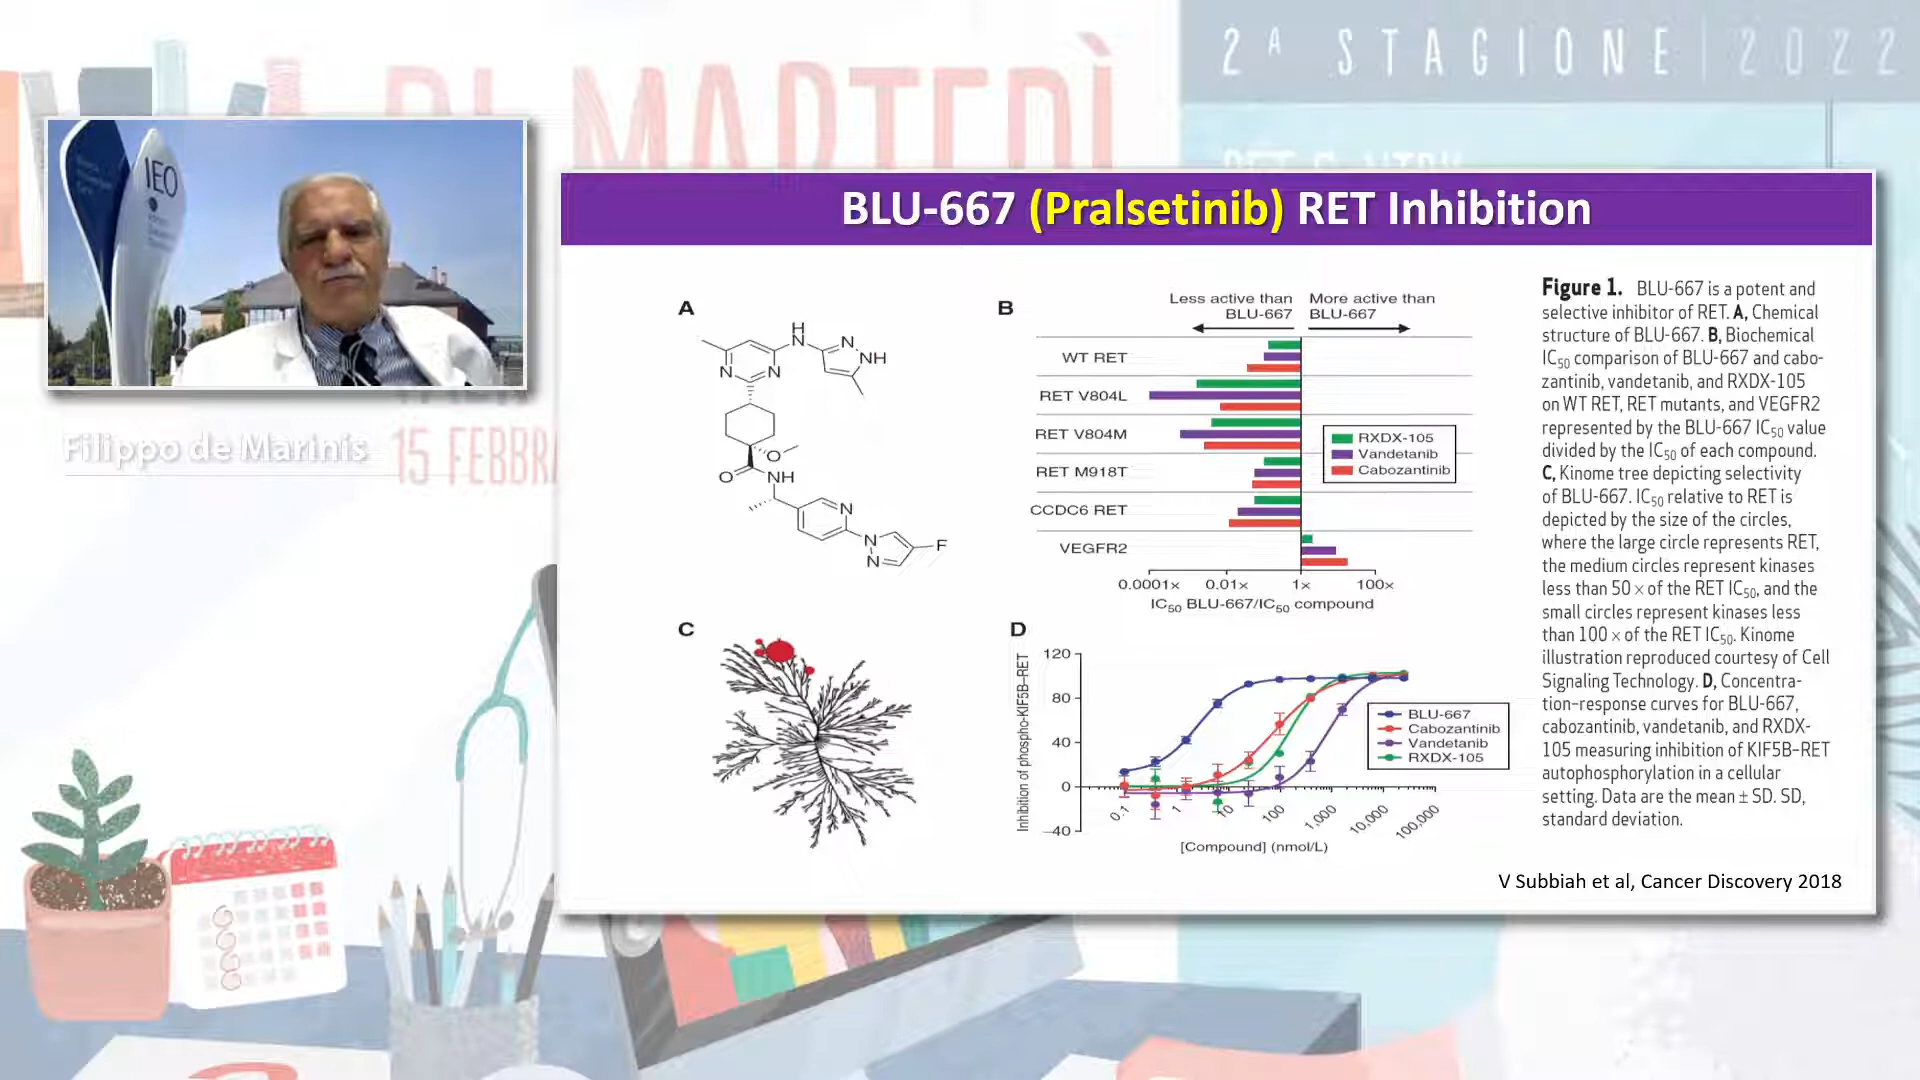 2ᴬ STAGIONE | 2022
DI MARTEDÌ
IEO
Filippo de Marinis
15 FEBBRA
BLU-667 (Pralsetinib) RET Inhibition
A
H
N
N
NH
N
N
O
O
NH
N
N
N
F
B
Less active than BLU-667
More active than BLU-667
WT RET
RET V804L
RET V804M
RET M918T
CCDC6 RET
VEGFR2
RXDX-105
Vandetanib
Cabozantinib
0.0001× 0.01× 1× 100×
IC₅₀ BLU-667/IC₅₀ compound
C
D
Inhibition of phospho-KIF5B–RET
120
80
40
0
–40
0.1 1 10 100 1,000 10,000 100,000
[Compound] (nmol/L)
BLU-667
Cabozantinib
Vandetanib
RXDX-105
Figure 1. BLU-667 is a potent and
selective inhibitor of RET. A, Chemical
structure of BLU-667. B, Biochemical
IC₅₀ comparison of BLU-667 and cabo-
zantinib, vandetanib, and RXDX-105
on WT RET, RET mutants, and VEGFR2
represented by the BLU-667 IC₅₀ value
divided by the IC₅₀ of each compound.
C, Kinome tree depicting selectivity
of BLU-667. IC₅₀ relative to RET is
depicted by the size of the circles,
where the large circle represents RET,
the medium circles represent kinases
less than 50 × of the RET IC₅₀, and the
small circles represent kinases less
than 100 × of the RET IC₅₀. Kinome
illustration reproduced courtesy of Cell
Signaling Technology. D, Concentra-
tion–response curves for BLU-667,
cabozantinib, vandetanib, and RXDX-
105 measuring inhibition of KIF5B–RET
autophosphorylation in a cellular
setting. Data are the mean ± SD. SD,
standard deviation.
V Subbiah et al, Cancer Discovery 2018